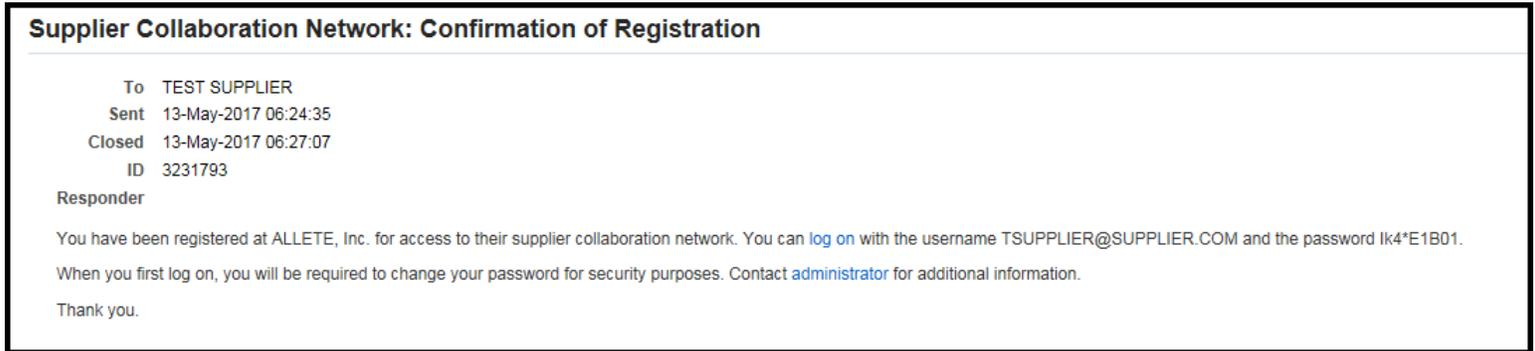 Supplier Collaboration Network: Confirmation of Registration
To TEST SUPPLIER
Sent 13-May-2017 06:24:35
Closed 13-May-2017 06:27:07
ID 3231793
Responder
You have been registered at ALLETE, Inc. for access to their supplier collaboration network. You can log on with the username TSUPPLIER@SUPPLIER.COM and the password Ik4*E1B01.
When you first log on, you will be required to change your password for security purposes. Contact administrator for additional information.
Thank you.